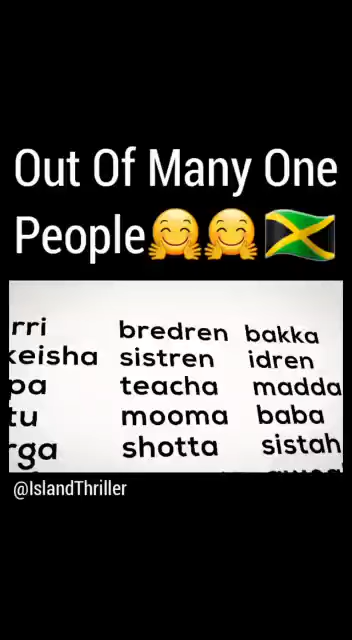 Out Of Many One
People🤗🤗🇯🇲
rri bredren bakka
keisha sistren idren
pa teacha madda
tu mooma baba
rga shotta sistah
@IslandThriller